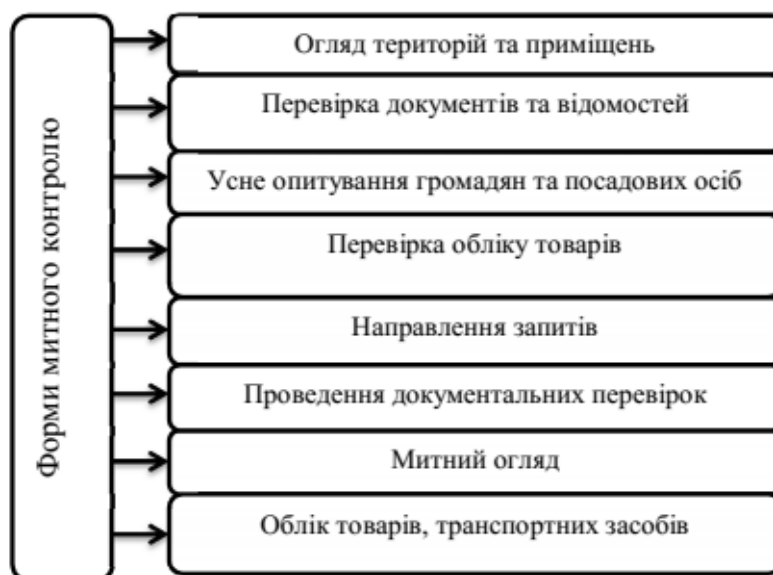 Форми митного контролю
Огляд територій та приміщень
Перевірка документів та відомостей
Усне опитування громадян та посадових осіб
Перевірка обліку товарів
Направлення запитів
Проведення документальних перевірок
Митний огляд
Облік товарів, транспортних засобів